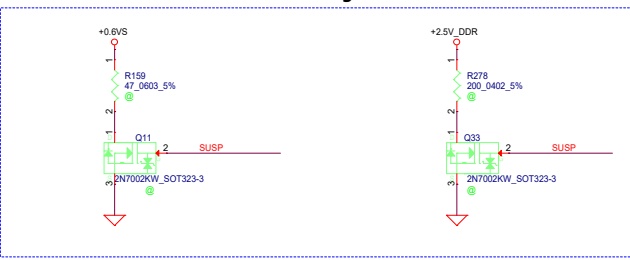 +0.6VS
1
R159
47_0603_5%
@
2
1
Q11
2
SUSP
3
2N7002KW_SOT323-3
@
+2.5V_DDR
1
R278
200_0402_5%
@
2
1
Q33
2
SUSP
3
2N7002KW_SOT323-3
@